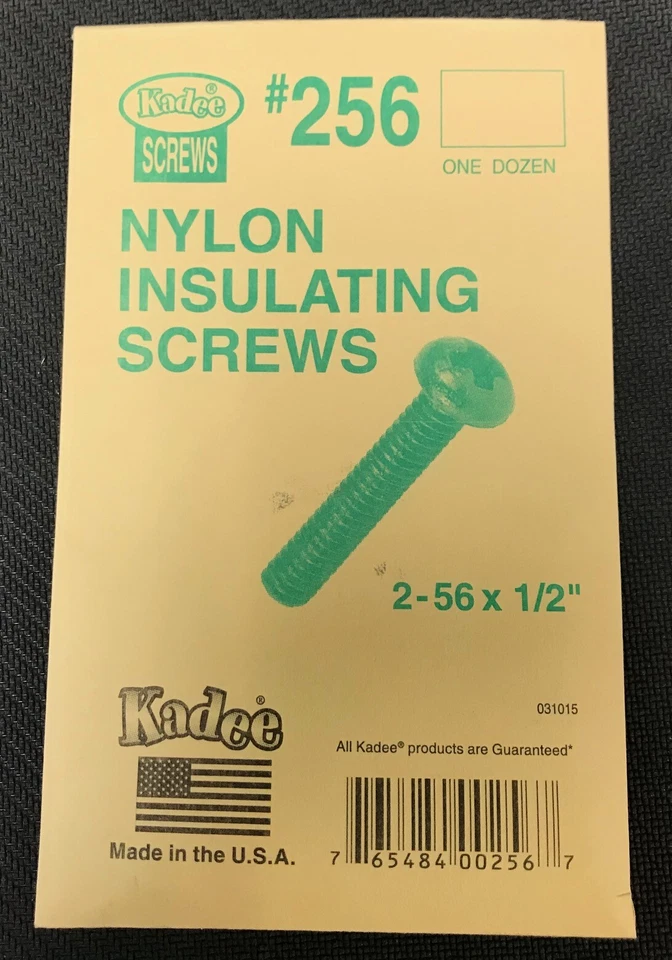 Kadee®
SCREWS
#256
ONE DOZEN
NYLON
INSULATING
SCREWS
2-56 x 1/2"
031015
Kadee®
All Kadee® products are Guaranteed*
Made in the U.S.A.
7 65484 00256 7